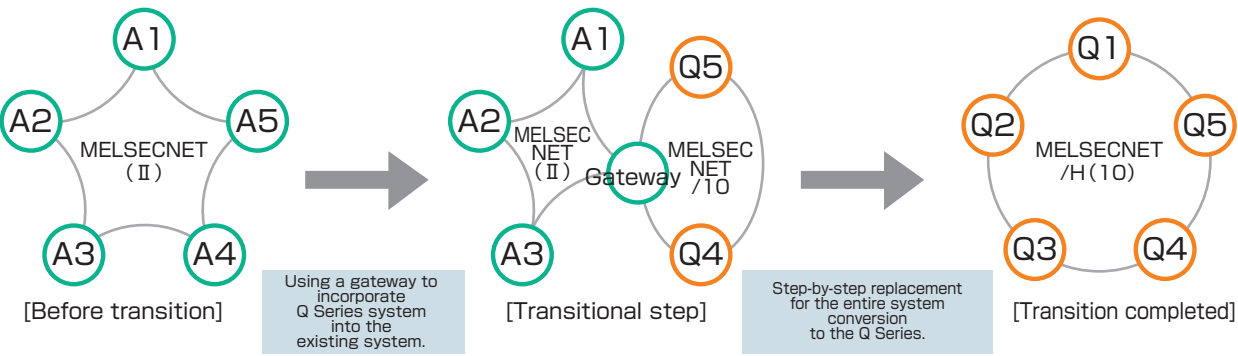 A1
A2
A5
MELSECNET
(Ⅱ)
A3
A4
[Before transition]
Using a gateway to
incorporate
Q Series system
into the
existing system.
A1
Q5
A2
MELSEC
NET
(Ⅱ)
Gateway
MELSEC
NET
/10
A3
Q4
[Transitional step]
Step-by-step replacement
for the entire system
conversion
to the Q Series.
Q1
Q2
Q5
MELSECNET
/H(10)
Q3
Q4
[Transition completed]